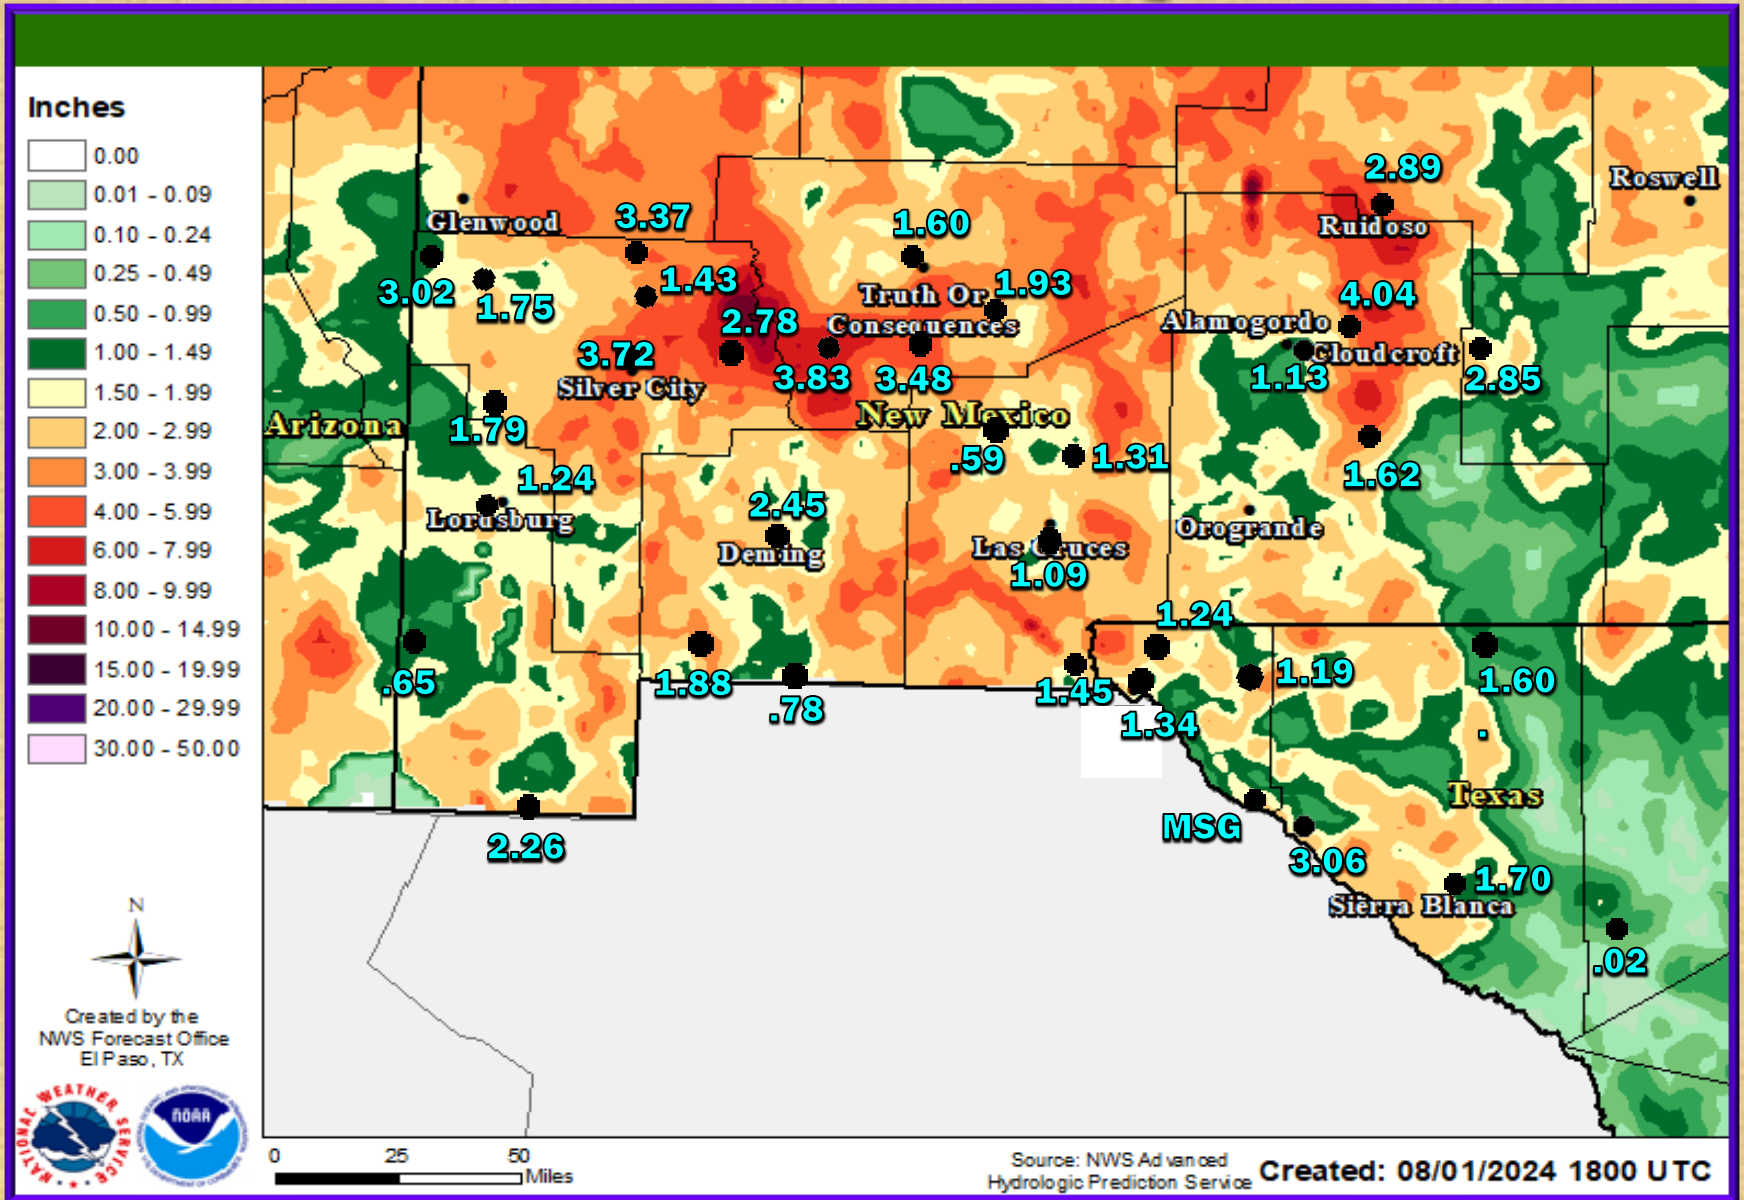 Inches
0.00
0.01 - 0.09
0.10 - 0.24
0.25 - 0.49
0.50 - 0.99
1.00 - 1.49
1.50 - 1.99
2.00 - 2.99
3.00 - 3.99
4.00 - 5.99
6.00 - 7.99
8.00 - 9.99
10.00 - 14.99
15.00 - 19.99
20.00 - 29.99
30.00 - 50.00
N
Created by the
NWS Forecast Office
El Paso, TX
NATIONAL WEATHER SERVICE
NOAA
2.89
Roswell
Ruidoso
Glenwood
3.37
1.60
3.02
1.75
1.43
Truth Or
Consequences
1.93
4.04
2.78
Alamogordo
Cloudcroft
3.72
Silver City
3.83
3.48
1.13
2.85
Arizona
New Mexico
1.79
.59
1.31
1.62
1.24
Lordsburg
2.45
Deming
Orogrande
Las Cruces
1.09
1.24
.65
1.88
.78
1.45
1.19
1.60
.
1.34
Texas
MSG
2.26
3.06
1.70
Sierra Blanca
.02
0 25 50
Miles
Source: NWS Advanced
Hydrologic Prediction Service
Created: 08/01/2024 1800 UTC